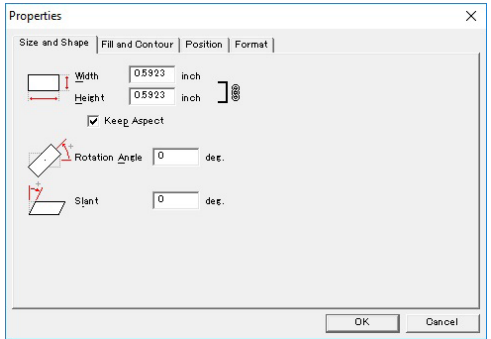 Properties
Size and Shape Fill and Contour Position Format
Width 0.5923 inch
Height 0.5923 inch
Keep Aspect
Rotation Angle 0 deg.
Slant 0 deg.
OK Cancel